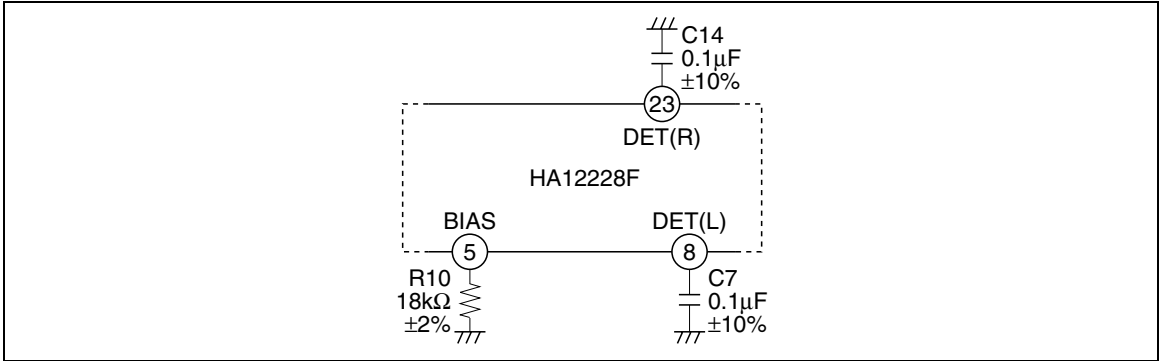 C14
0.1μF
±10%
23
DET(R)
HA12228F
BIAS
DET(L)
5
8
R10
18kΩ
±2%
C7
0.1μF
±10%